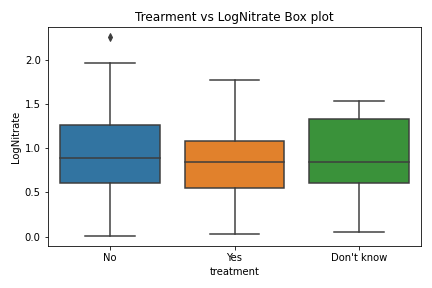 Trearment vs LogNitrate Box plot
LogNitrate
2.0
1.5
1.0
0.5
0.0
No Yes Don't know
treatment